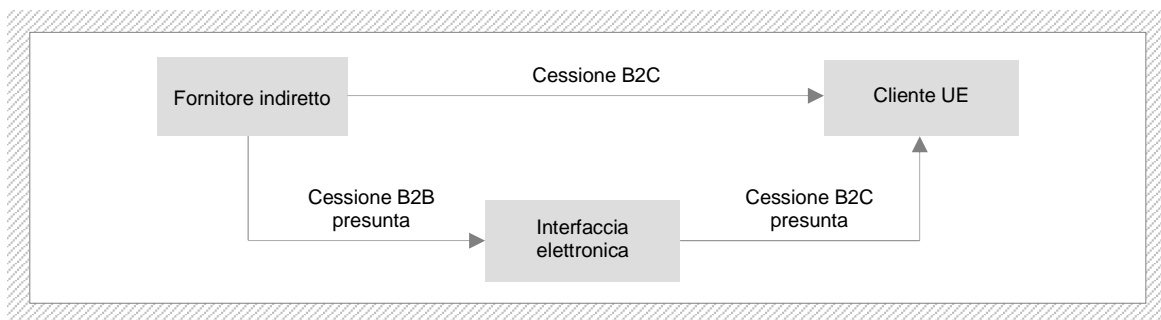 Cessione B2C
Fornitore indiretto
Cliente UE
Cessione B2B
presunta
Cessione B2C
presunta
Interfaccia
elettronica